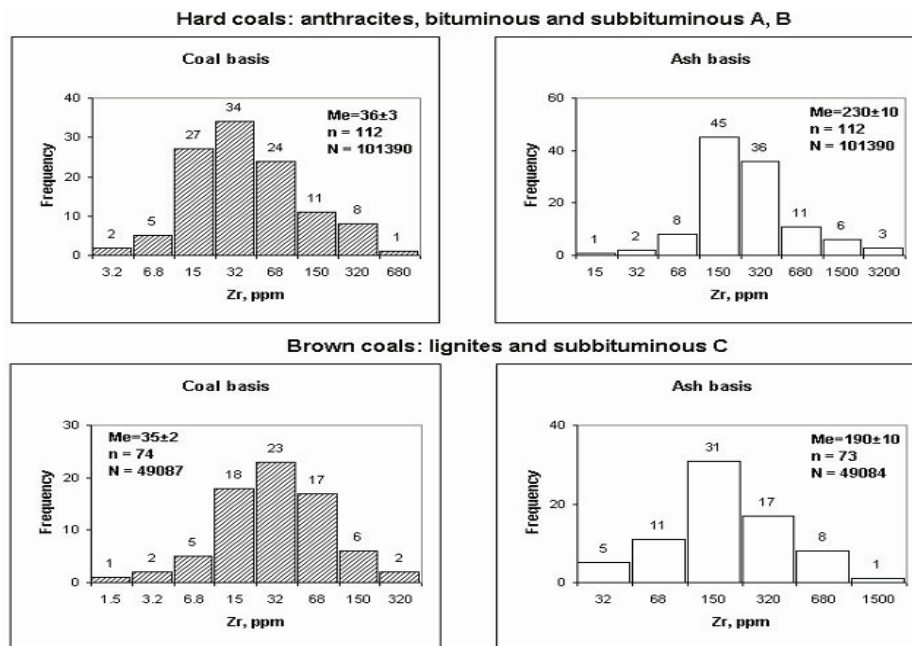 Hard coals: anthracites, bituminous and subbituminous A, B
Coal basis
Me=36±3
n = 112
N = 101390
Frequency
40
30
20
10
0
2
5
27
34
24
11
8
1
3.2 6.8 15 32 68 150 320 680
Zr, ppm
Ash basis
Me=230±10
n = 112
N = 101390
Frequency
60
40
20
0
1
2
8
45
36
11
6
3
15 32 68 150 320 680 1500 3200
Zr, ppm
Brown coals: lignites and subbituminous C
Coal basis
Me=35±2
n = 74
N = 49087
Frequency
30
20
10
0
1
2
5
18
23
17
6
2
1.5 3.2 6.8 15 32 68 150 320
Zr, ppm
Ash basis
Me=190±10
n = 73
N = 49084
Frequency
40
20
0
5
11
31
17
8
1
32 68 150 320 680 1500
Zr, ppm